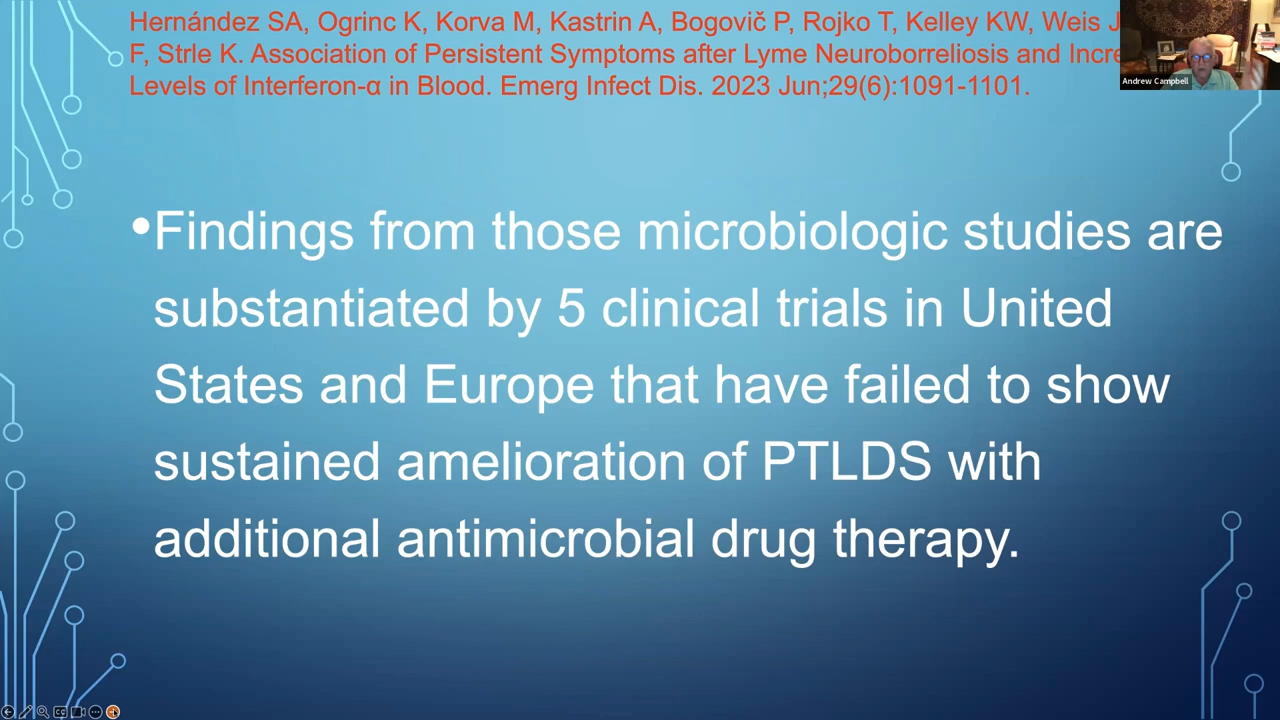 Hernández SA, Ogrinc K, Korva M, Kastrin A, Bogovič P, Rojko T, Kelley KW, Weis J
F, Strle K. Association of Persistent Symptoms after Lyme Neuroborreliosis and Incre
Levels of Interferon-α in Blood. Emerg Infect Dis. 2023 Jun;29(6):1091-1101.
Andrew Campbell
•Findings from those microbiologic studies are
substantiated by 5 clinical trials in United
States and Europe that have failed to show
sustained amelioration of PTLDS with
additional antimicrobial drug therapy.